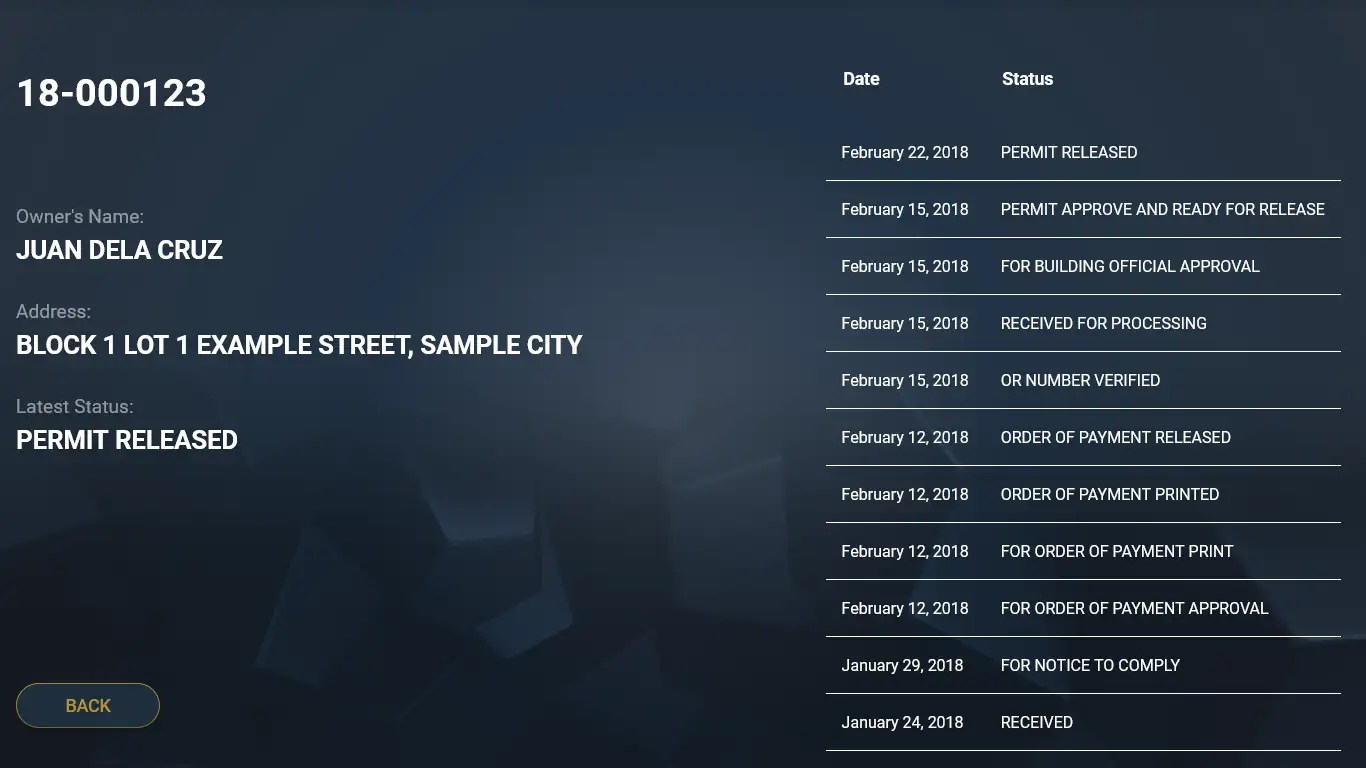 18-000123
Owner's Name:
JUAN DELA CRUZ
Address:
BLOCK 1 LOT 1 EXAMPLE STREET, SAMPLE CITY
Latest Status:
PERMIT RELEASED
BACK
Date Status
February 22, 2018 PERMIT RELEASED
February 15, 2018 PERMIT APPROVE AND READY FOR RELEASE
February 15, 2018 FOR BUILDING OFFICIAL APPROVAL
February 15, 2018 RECEIVED FOR PROCESSING
February 15, 2018 OR NUMBER VERIFIED
February 12, 2018 ORDER OF PAYMENT RELEASED
February 12, 2018 ORDER OF PAYMENT PRINTED
February 12, 2018 FOR ORDER OF PAYMENT PRINT
February 12, 2018 FOR ORDER OF PAYMENT APPROVAL
January 29, 2018 FOR NOTICE TO COMPLY
January 24, 2018 RECEIVED